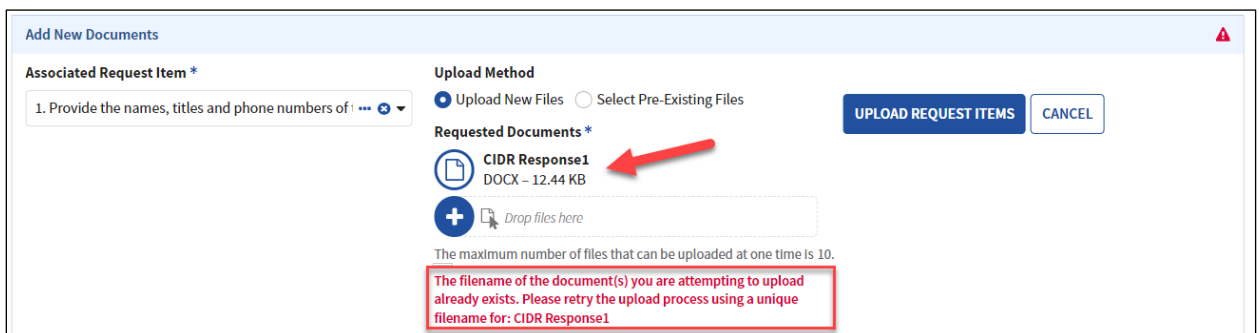 Add New Documents
Associated Request Item *
1. Provide the names, titles and phone numbers of
Upload Method
Upload New Files
Select Pre-Existing Files
UPLOAD REQUEST ITEMS
CANCEL
Requested Documents *
CIDR Response1
DOCX – 12.44 KB
Drop files here
The maximum number of files that can be uploaded at one time is 10.
The filename of the document(s) you are attempting to upload
already exists. Please retry the upload process using a unique
filename for: CIDR Response1